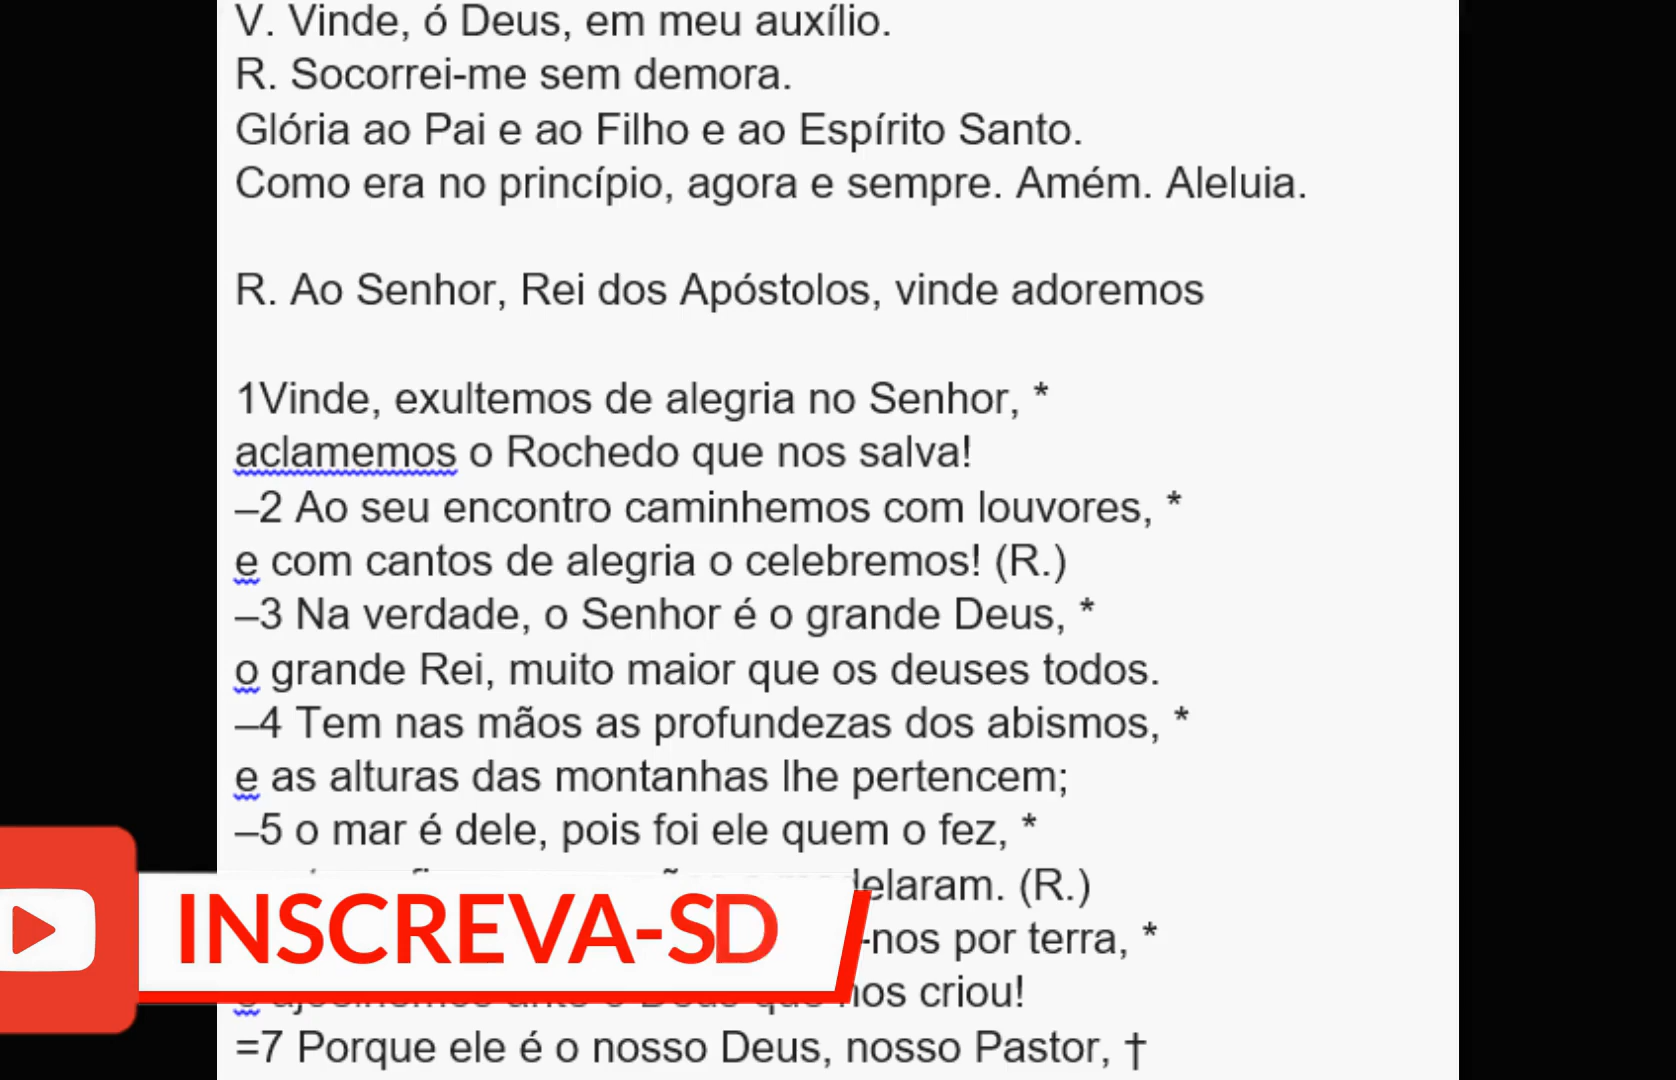 V. Vinde, ó Deus, em meu auxílio.
R. Socorrei-me sem demora.
Glória ao Pai e ao Filho e ao Espírito Santo.
Como era no princípio, agora e sempre. Amém. Aleluia.
R. Ao Senhor, Rei dos Apóstolos, vinde adoremos
1Vinde, exultemos de alegria no Senhor, *
aclamemos o Rochedo que nos salva!
–2 Ao seu encontro caminhemos com louvores, *
e com cantos de alegria o celebremos! (R.)
–3 Na verdade, o Senhor é o grande Deus, *
o grande Rei, muito maior que os deuses todos.
–4 Tem nas mãos as profundezas dos abismos, *
e as alturas das montanhas lhe pertencem;
–5 o mar é dele, pois foi ele quem o fez, *
(R.)
-nos por terra, *
nos criou!
=7 Porque ele é o nosso Deus, nosso Pastor, †
INSCREVA-SD